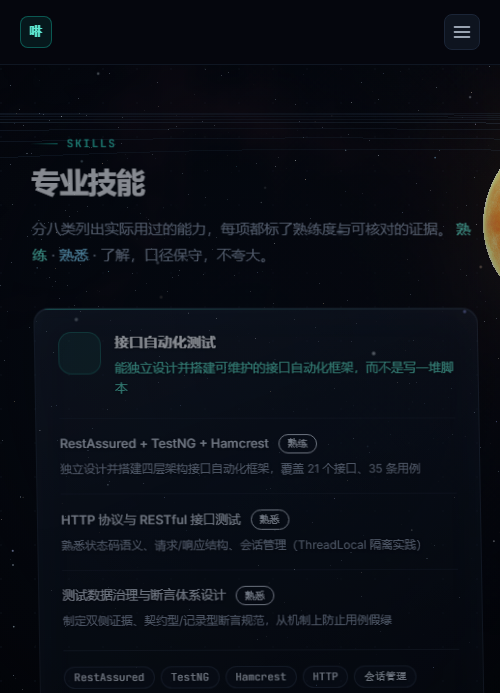 啡
SKILLS
专业技能
分八类列出实际用过的能力，每项都标了熟练度与可核对的证据。 熟
练 · 熟悉 · 了解，口径保守，不夸大。
接口自动化测试
能独立设计并搭建可维护的接口自动化框架，而不是写一堆脚
本
RestAssured + TestNG + Hamcrest 熟练
独立设计并搭建四层架构接口自动化框架，覆盖 21 个接口、35 条用例
HTTP 协议与 RESTful 接口测试 熟悉
熟悉状态码语义、请求/响应结构、会话管理（ThreadLocal 隔离实践）
测试数据治理与断言体系设计 熟悉
制定双侧证据、契约型/记录型断言规范，从机制上防止用例假绿
RestAssured TestNG Hamcrest HTTP 会话管理